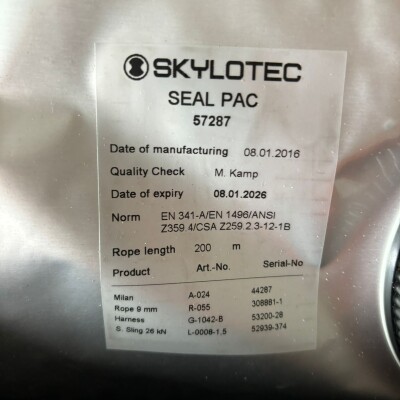 SKYLOTEC
SEAL PAC
57287
Date of manufacturing 08.01.2016
Quality Check M. Kamp
Date of expiry 08.01.2026
Norm EN 341-A/EN 1496/ANSI
Z359.4/CSA Z259.2.3-12-1B
Rope length 200 m
Product Art.-No. Serial-No
Milan A-024 44287
Rope 9 mm R-055 308981-1
Harness G-1042-B 53200-28
S. Sling 26 kN L-0008-1,5 52939-374